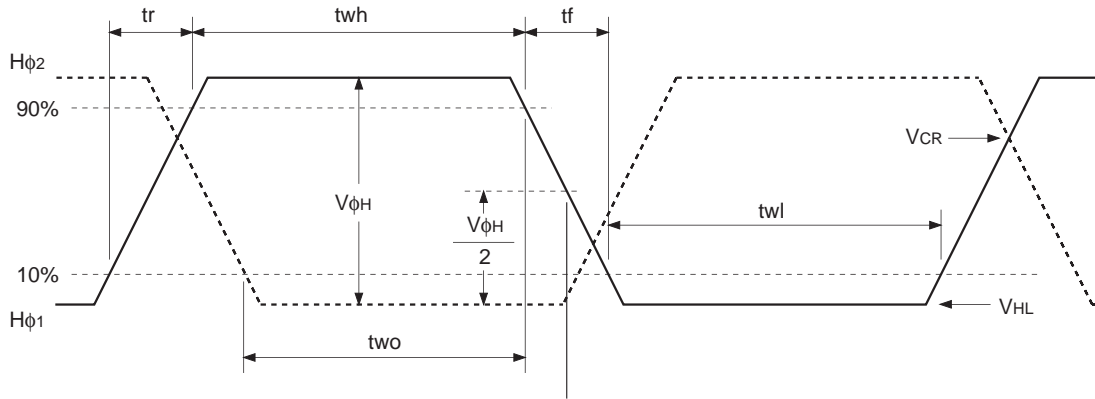 tr
twh
tf
Hϕ2
90%
VCR
VϕH
VϕH
2
twl
10%
Hϕ1
VHL
two